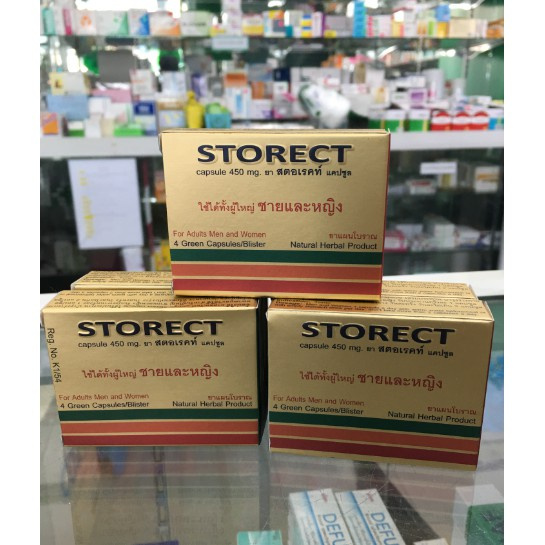 STORECT
capsule 450 mg. ยา สตอเรคท์ แคปซูล
ใช้ได้ทั้งผู้ใหญ่ ชายและหญิง
For Adults Men and Women ยาแผนโบราณ
4 Green Capsules/Blister Natural Herbal Product
Reg. No. K1/54
STORECT
capsule 450 mg. ยา สตอเรคท์ แคปซูล
ใช้ได้ทั้งผู้ใหญ่ ชายและหญิง
For Adults Men and Women ยาแผนโบราณ
4 Green Capsules/Blister Natural Herbal Product
STORECT
capsule 450 mg. ยา สตอเรคท์ แคปซูล
ใช้ได้ทั้งผู้ใหญ่ ชายและหญิง
For Adults Men and Women ยาแผนโบราณ
4 Green Capsules/Blister Natural Herbal Product